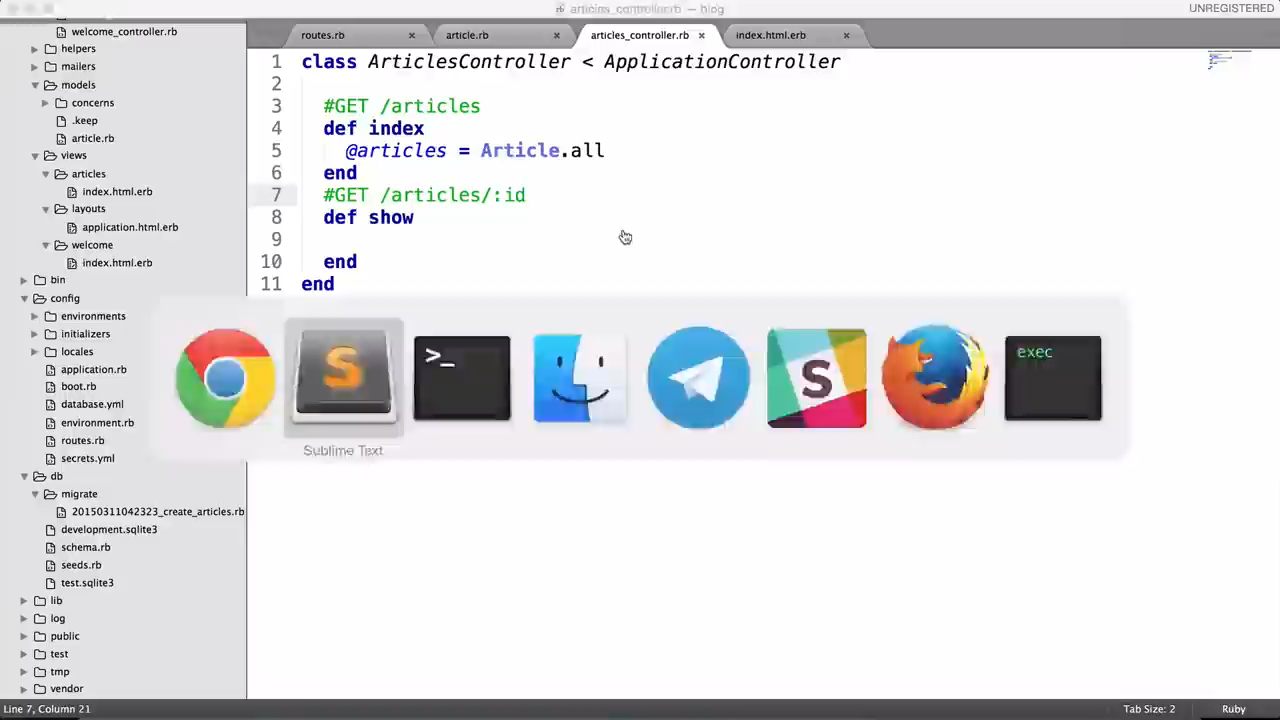 articles_controller.rb — blog
UNREGISTERED
welcome_controller.rb
helpers
mailers
models
concerns
.keep
article.rb
views
articles
index.html.erb
layouts
application.html.erb
welcome
index.html.erb
bin
config
environments
initializers
locales
application.rb
boot.rb
database.yml
environment.rb
routes.rb
secrets.yml
db
migrate
20150311042323_create_articles.rb
development.sqlite3
schema.rb
seeds.rb
test.sqlite3
lib
log
public
test
tmp
vendor
routes.rb
article.rb
articles_controller.rb
index.html.erb
1 class ArticlesController < ApplicationController
2
3 #GET /articles
4 def index
5 @articles = Article.all
6 end
7 #GET /articles/:id
8 def show
9
10 end
11 end
S
>_
S
exec
Sublime Text
Line 7, Column 21
Tab Size: 2
Ruby